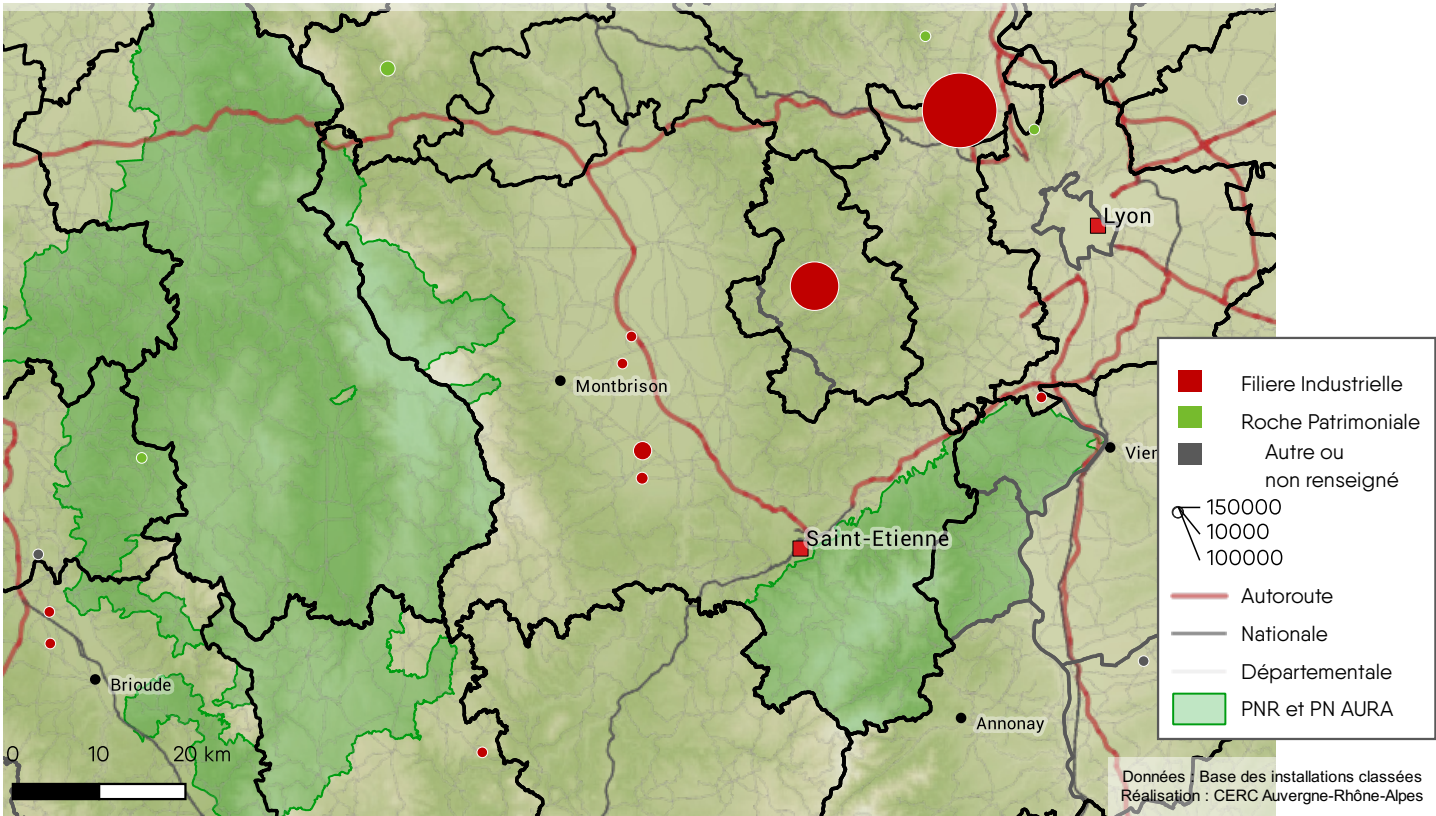 Lyon
Montbrison
Vier
Saint-Etienne
Brioude
Annonay
0 10 20 km
Filiere Industrielle
Roche Patrimoniale
Autre ou
non renseigné
150000
10000
100000
Autoroute
Nationale
Départementale
PNR et PN AURA
Données : Base des installations classées
Réalisation : CERC Auvergne-Rhône-Alpes